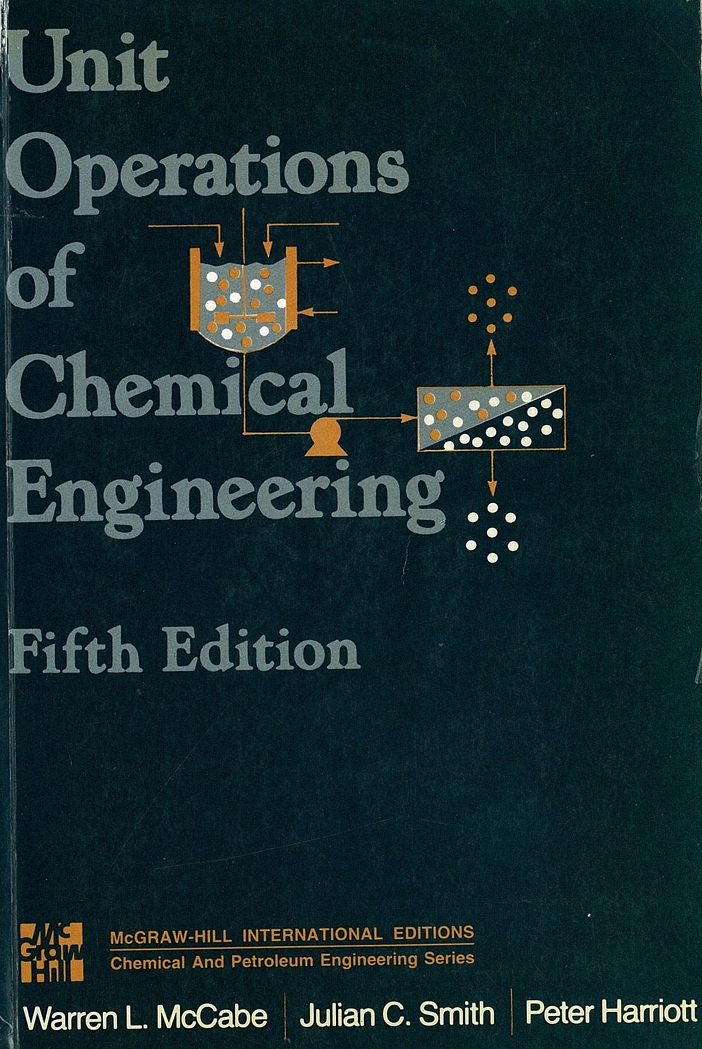 Unit
Operations
of
Chemical
Engineering
Fifth Edition
Mc
Graw
Hill
McGRAW-HILL INTERNATIONAL EDITIONS
Chemical And Petroleum Engineering Series
Warren L. McCabe
Julian C. Smith
Peter Harriott